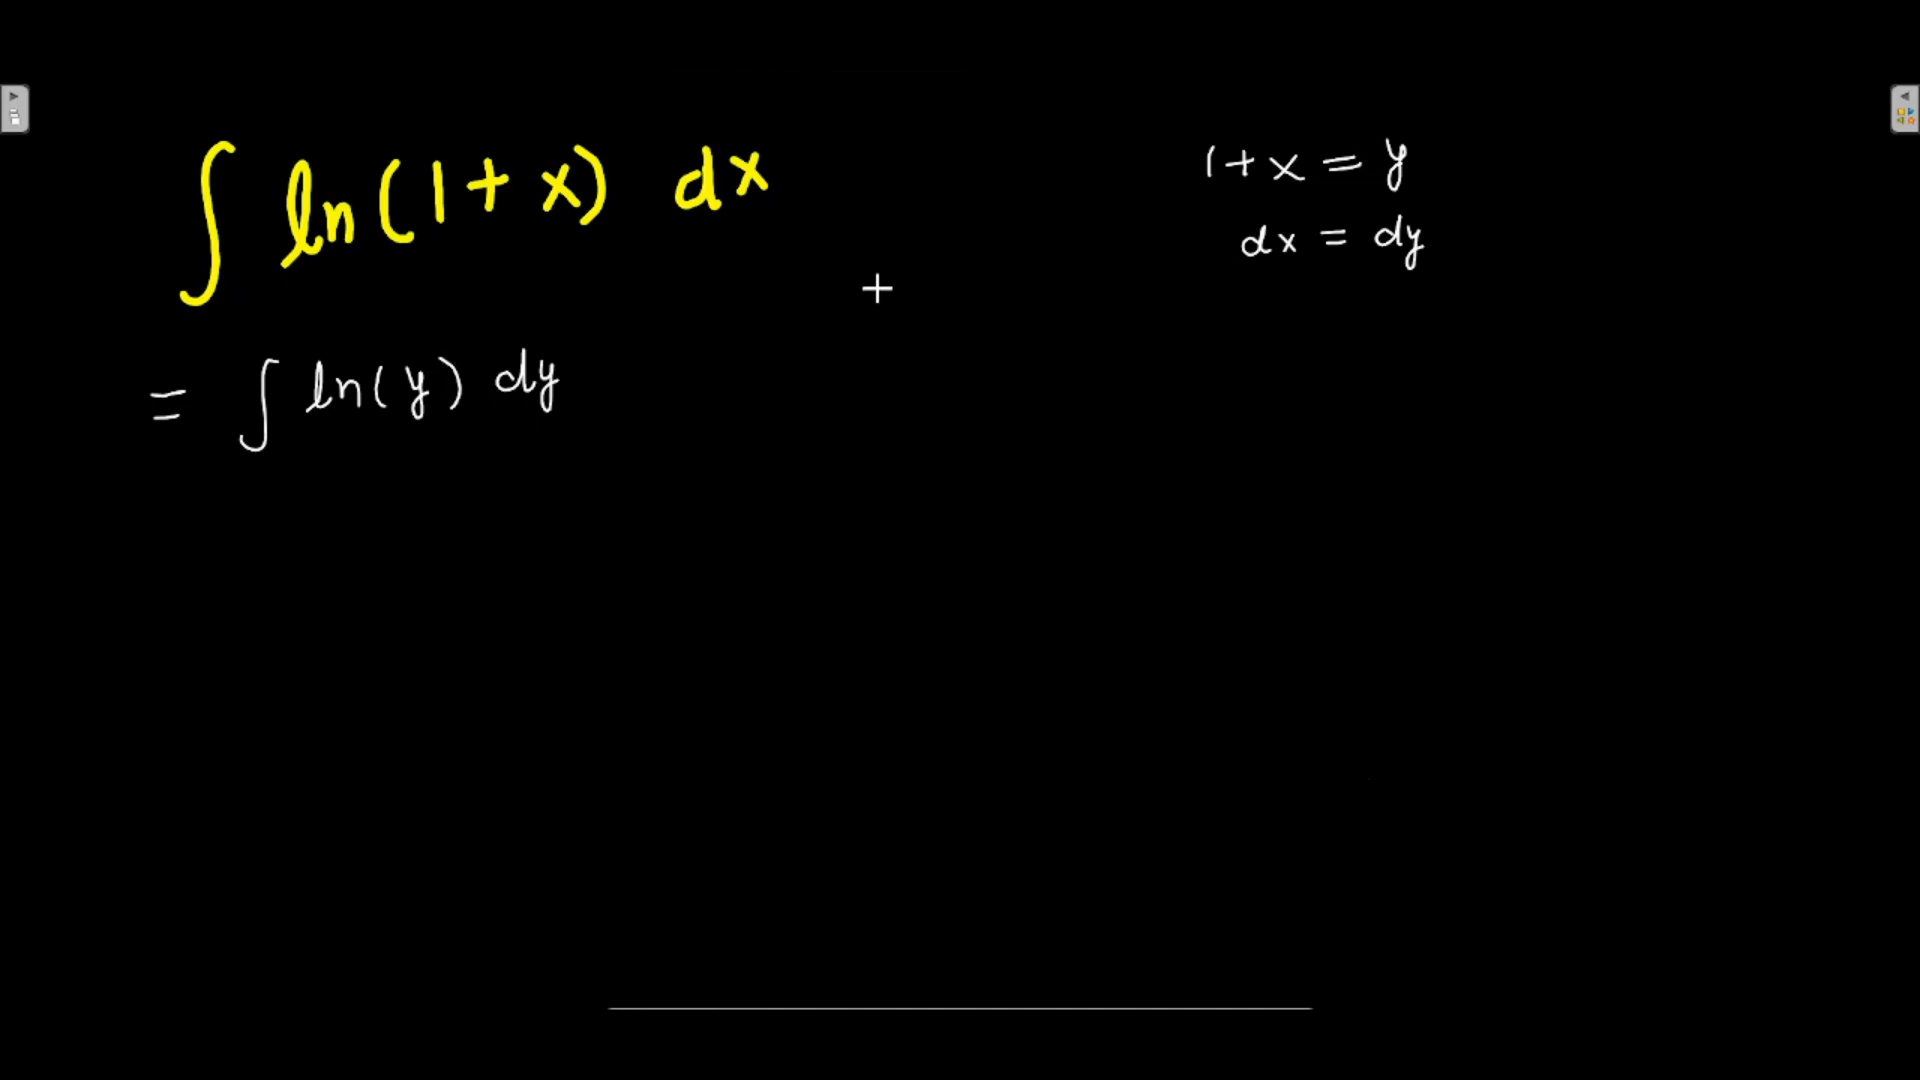 ∫ ln(1+x) dx
1+x = y
dx = dy
= ∫ ln(y) dy